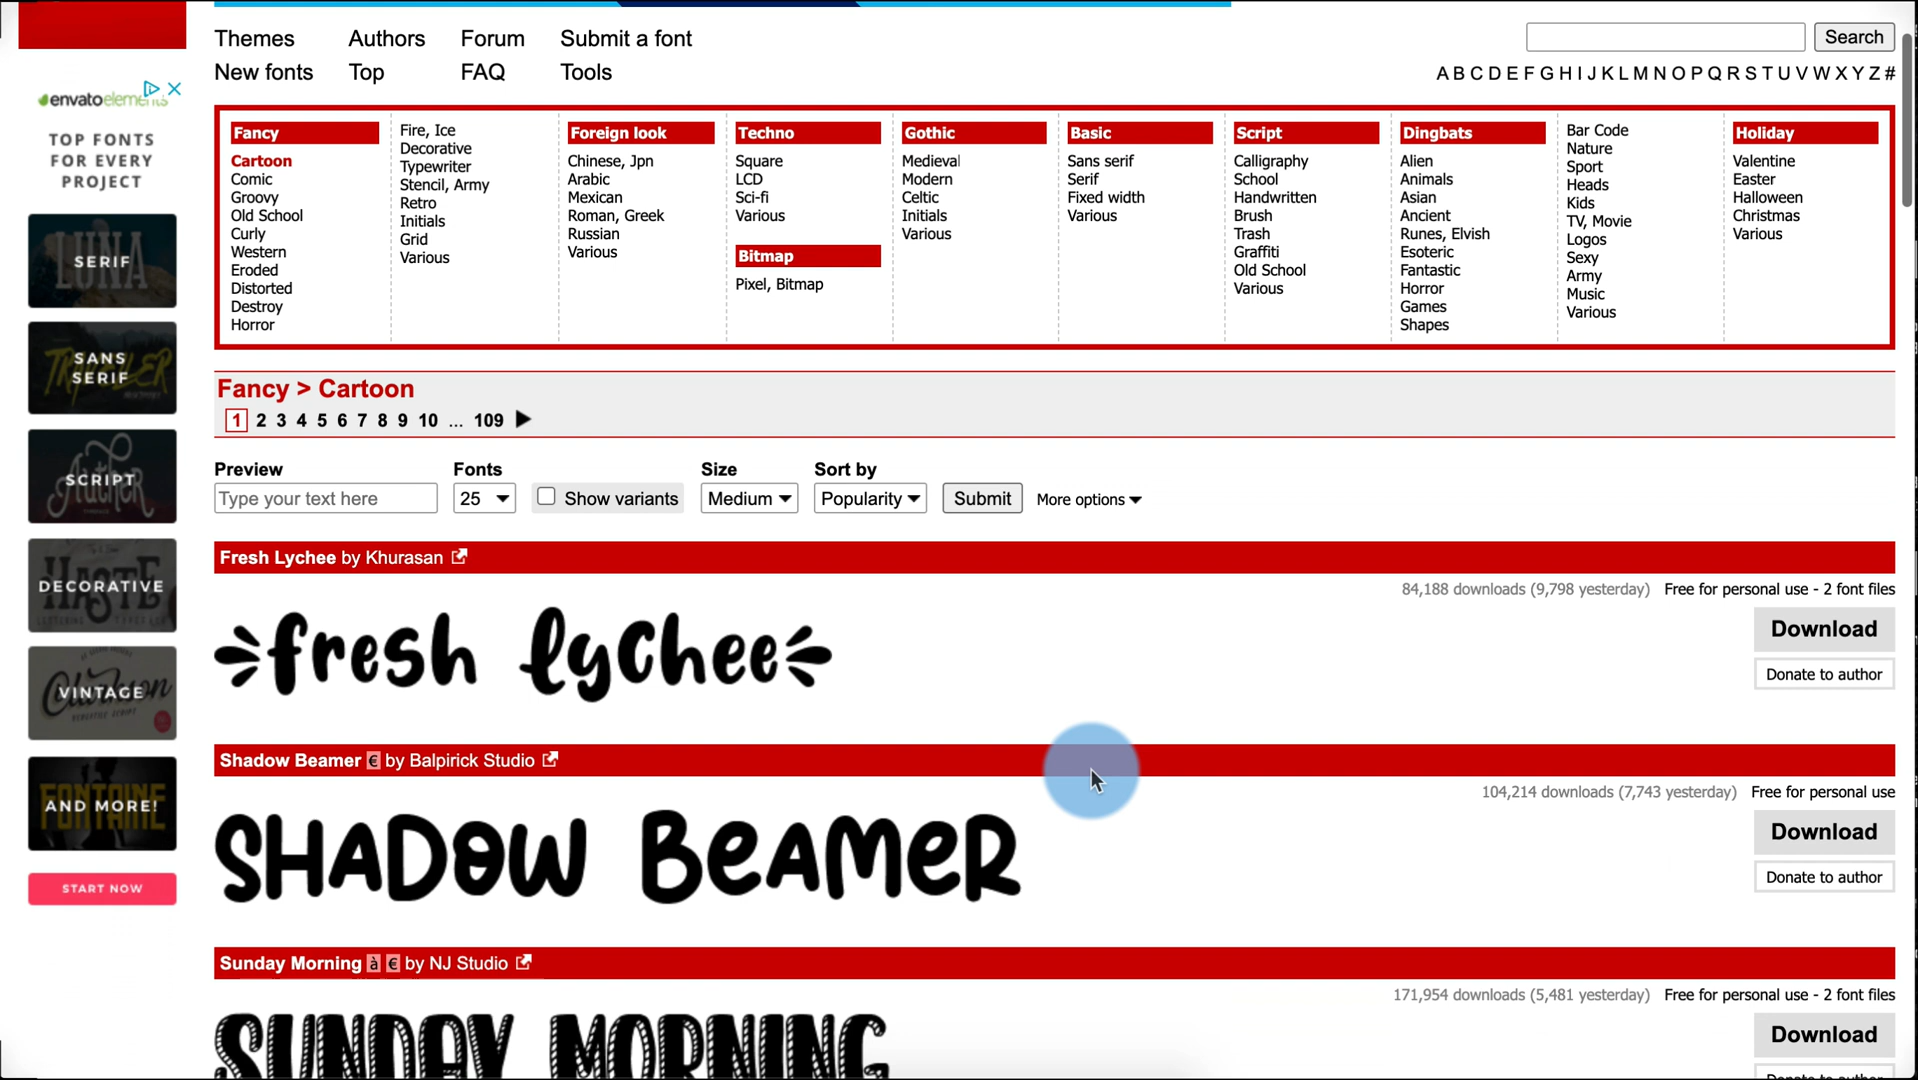 Themes Authors Forum Submit a font
New fonts Top FAQ Tools
Search
A B C D E F G H I J K L M N O P Q R S T U V W X Y Z #
envatoelements
TOP FONTS
FOR EVERY
PROJECT
SERIF
SANS
SERIF
SCRIPT
DECORATIVE
VINTAGE
AND MORE!
START NOW
Fancy
Cartoon
Comic
Groovy
Old School
Curly
Western
Eroded
Distorted
Destroy
Horror
Fire, Ice
Decorative
Typewriter
Stencil, Army
Retro
Initials
Grid
Various
Foreign look
Chinese, Jpn
Arabic
Mexican
Roman, Greek
Russian
Various
Techno
Square
LCD
Sci-fi
Various
Bitmap
Pixel, Bitmap
Gothic
Medieval
Modern
Celtic
Initials
Various
Basic
Sans serif
Serif
Fixed width
Various
Script
Calligraphy
School
Handwritten
Brush
Trash
Graffiti
Old School
Various
Dingbats
Alien
Animals
Asian
Ancient
Runes, Elvish
Esoteric
Fantastic
Horror
Games
Shapes
Bar Code
Nature
Sport
Heads
Kids
TV, Movie
Logos
Sexy
Army
Music
Various
Holiday
Valentine
Easter
Halloween
Christmas
Various
Fancy > Cartoon
1 2 3 4 5 6 7 8 9 10 ... 109
Preview Fonts Size Sort by
Type your text here 25 Show variants Medium Popularity Submit More options
Fresh Lychee by Khurasan
84,188 downloads (9,798 yesterday) Free for personal use - 2 font files
fresh lychee
Download
Donate to author
Shadow Beamer € by Balpirick Studio
104,214 downloads (7,743 yesterday) Free for personal use
SHADOW BeAMeR
Download
Donate to author
Sunday Morning à € by NJ Studio
171,954 downloads (5,481 yesterday) Free for personal use - 2 font files
SUNDAY MORNING
Download
Donate to author